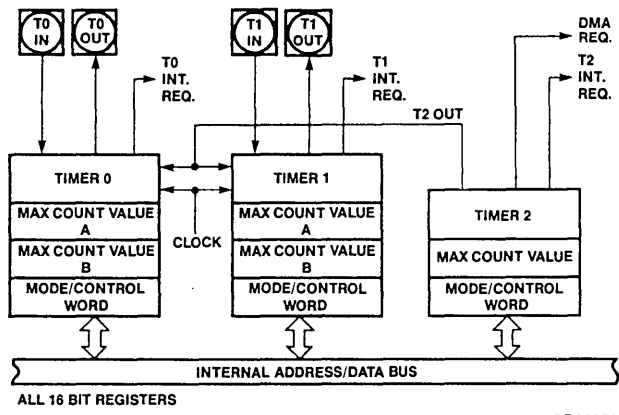 T0
IN
T0
OUT
T1
IN
T1
OUT
DMA
REQ.
T0
INT.
REQ.
T1
INT.
REQ.
T2
INT.
REQ.
T2 OUT
TIMER 0
MAX COUNT VALUE
A
MAX COUNT VALUE
B
MODE/CONTROL
WORD
CLOCK
TIMER 1
MAX COUNT VALUE
A
MAX COUNT VALUE
B
MODE/CONTROL
WORD
TIMER 2
MAX COUNT VALUE
MODE/CONTROL
WORD
INTERNAL ADDRESS/DATA BUS
ALL 16 BIT REGISTERS